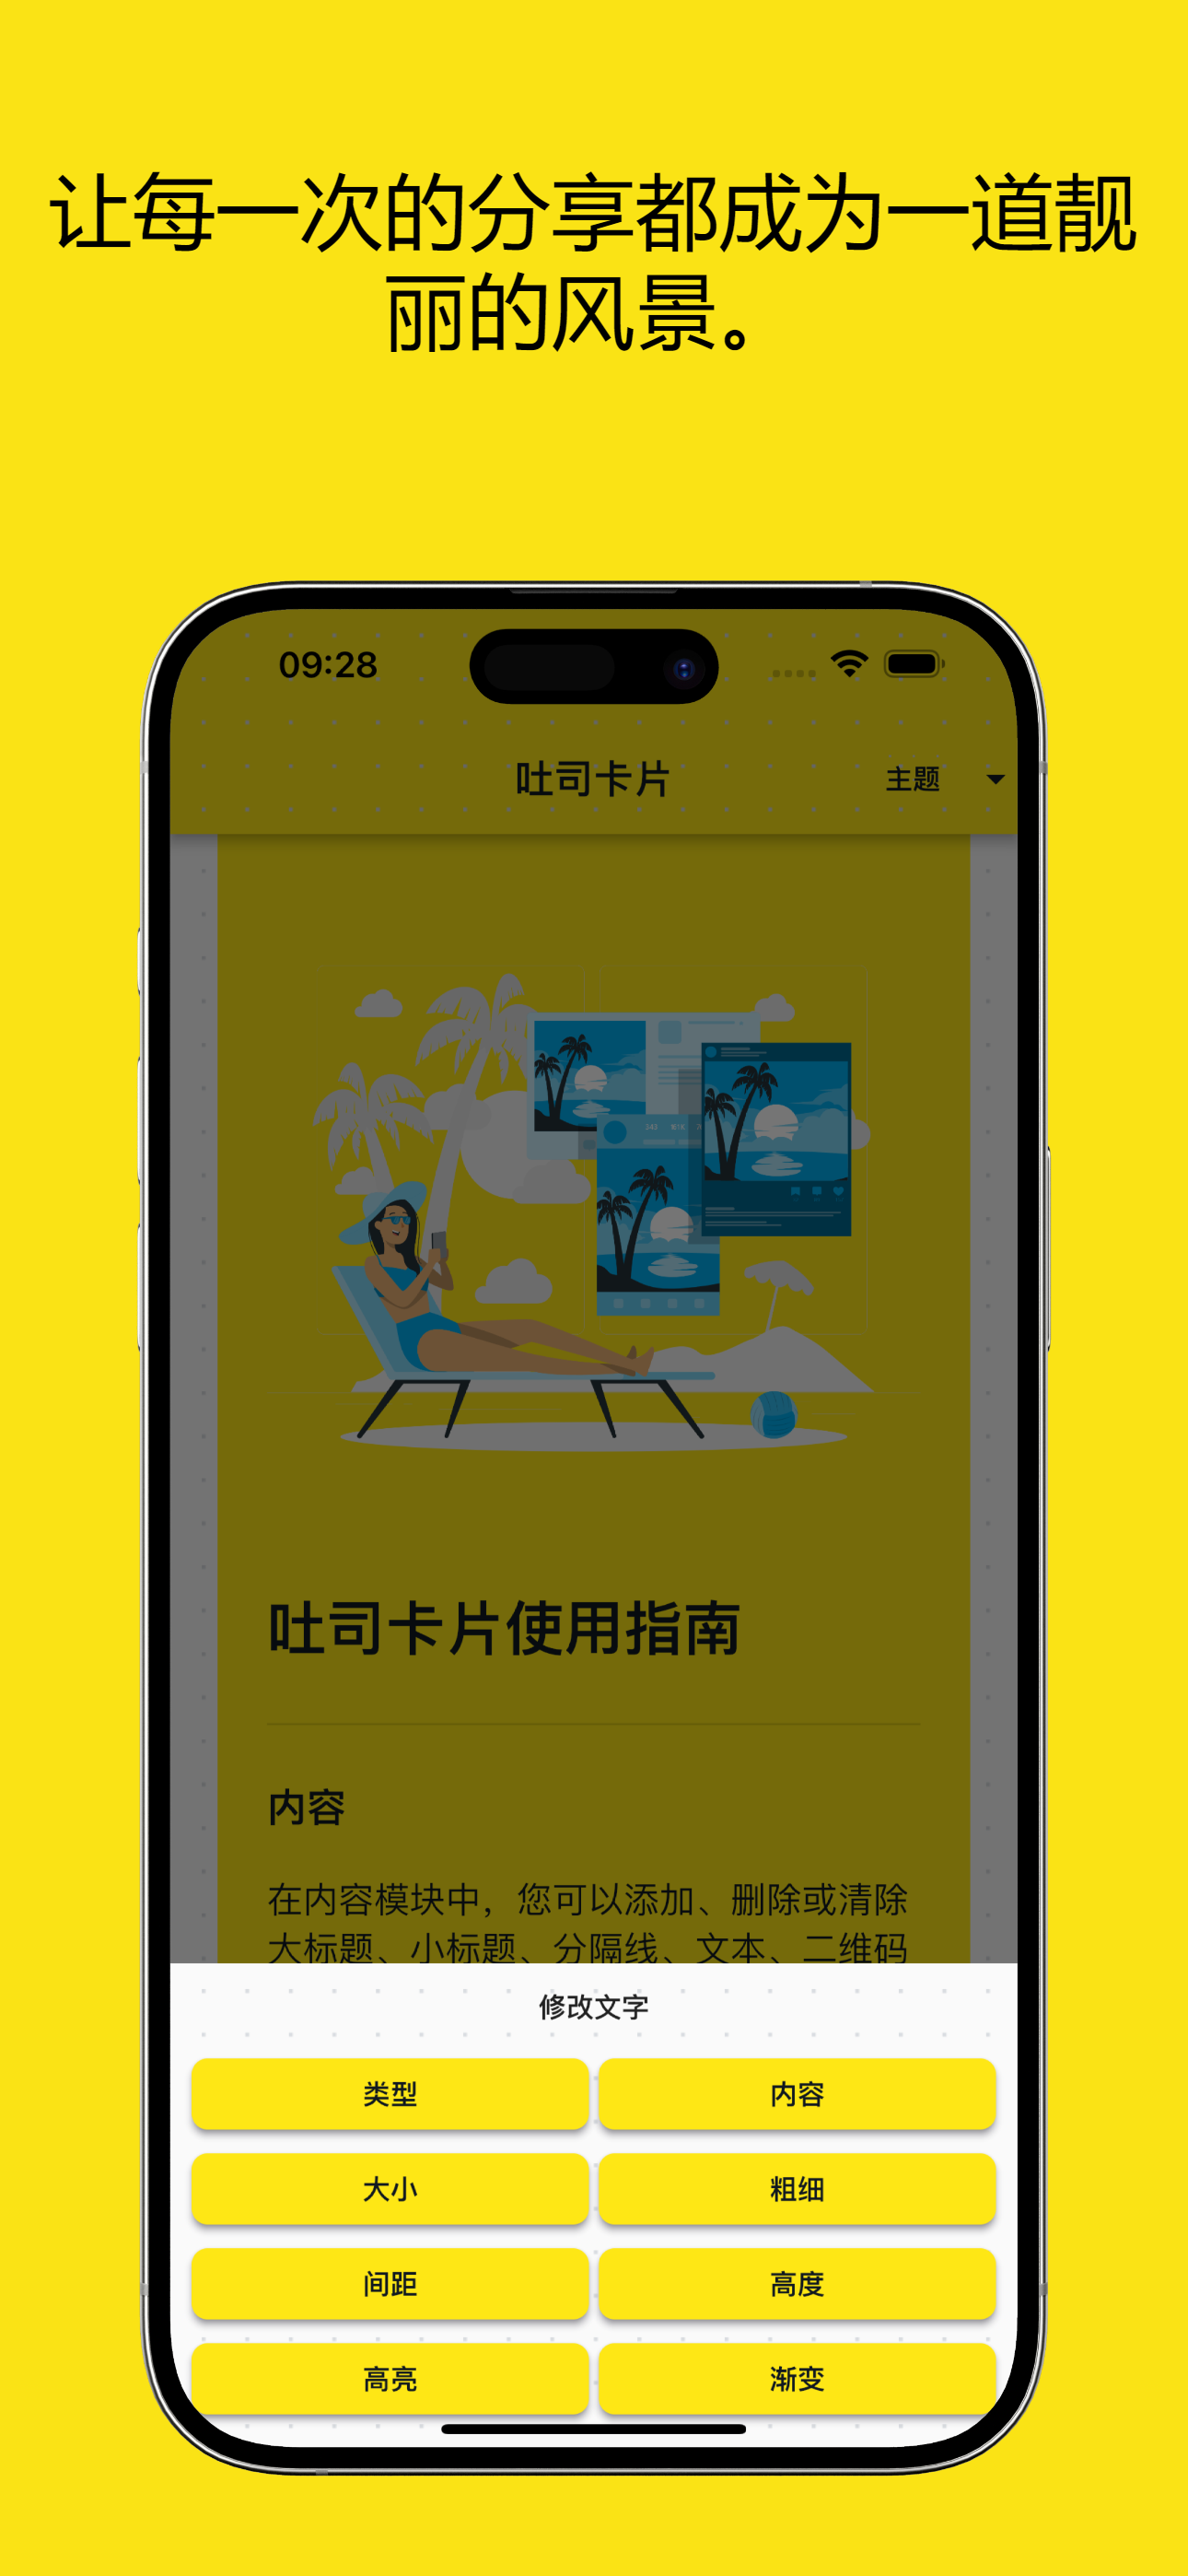 让每一次的分享都成为一道靓
丽的风景。
09:28
吐司卡片
主题
吐司卡片使用指南
内容
在内容模块中，您可以添加、删除或清除
大标题、小标题、分隔线、文本、二维码
修改文字
类型
内容
大小
粗细
间距
高度
高亮
渐变